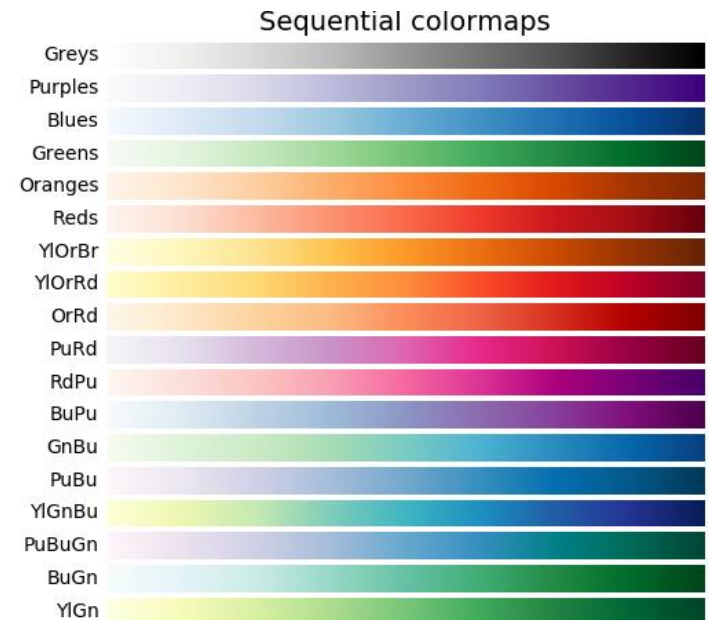 Sequential colormaps
Greys
Purples
Blues
Greens
Oranges
Reds
YlOrBr
YlOrRd
OrRd
PuRd
RdPu
BuPu
GnBu
PuBu
YlGnBu
PuBuGn
BuGn
YlGn